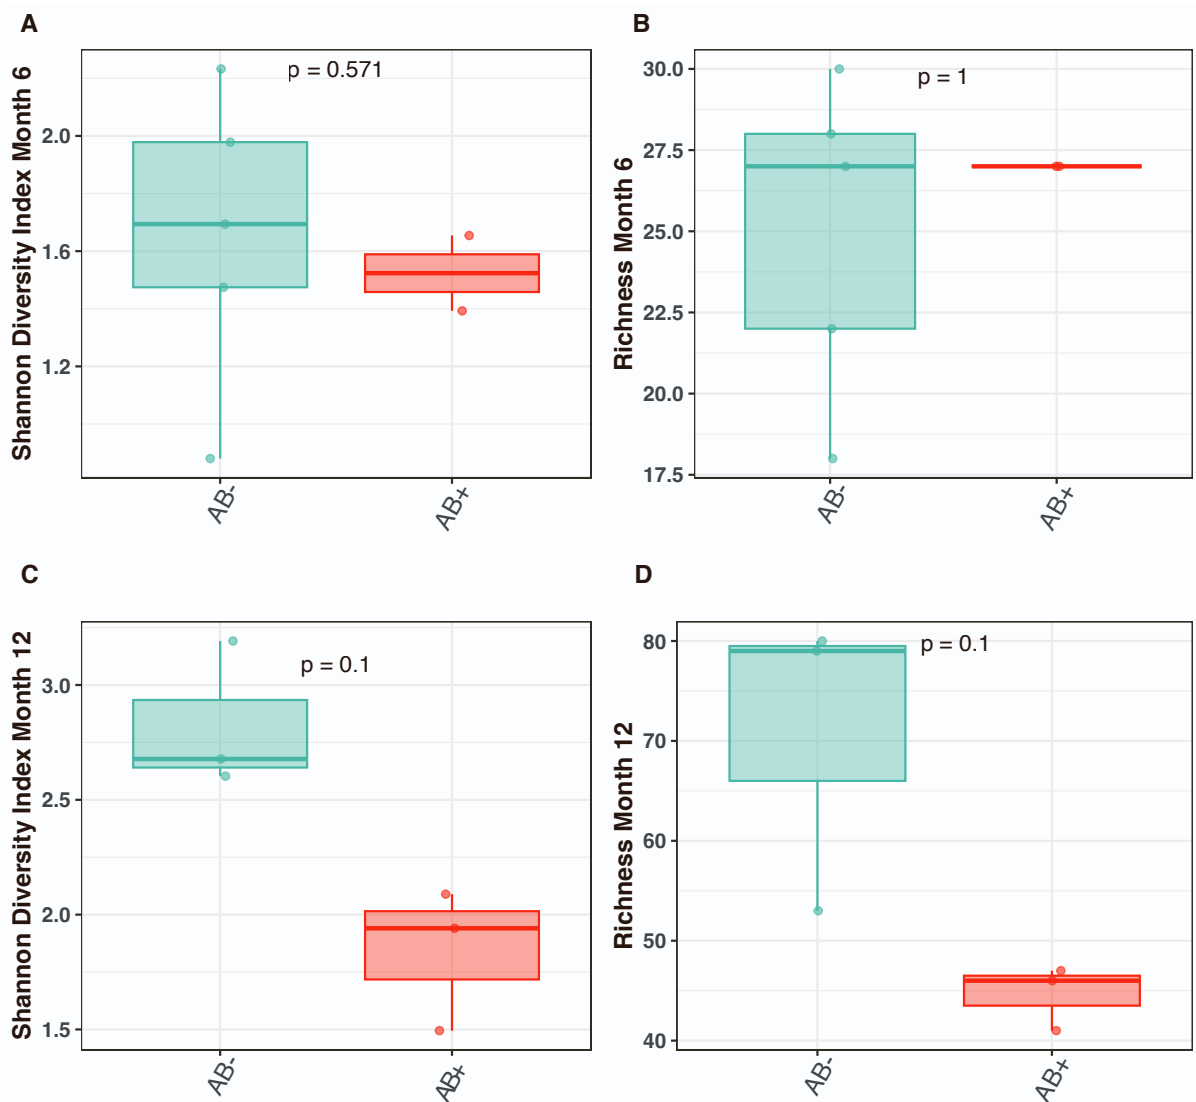 A
Shannon Diversity Index Month 6
2.0
1.6
1.2
p = 0.571
AB-
AB+
B
Richness Month 6
30.0
27.5
25.0
22.5
20.0
17.5
p = 1
AB-
AB+
C
Shannon Diversity Index Month 12
3.0
2.5
2.0
1.5
p = 0.1
AB-
AB+
D
Richness Month 12
80
70
60
50
40
p = 0.1
AB-
AB+